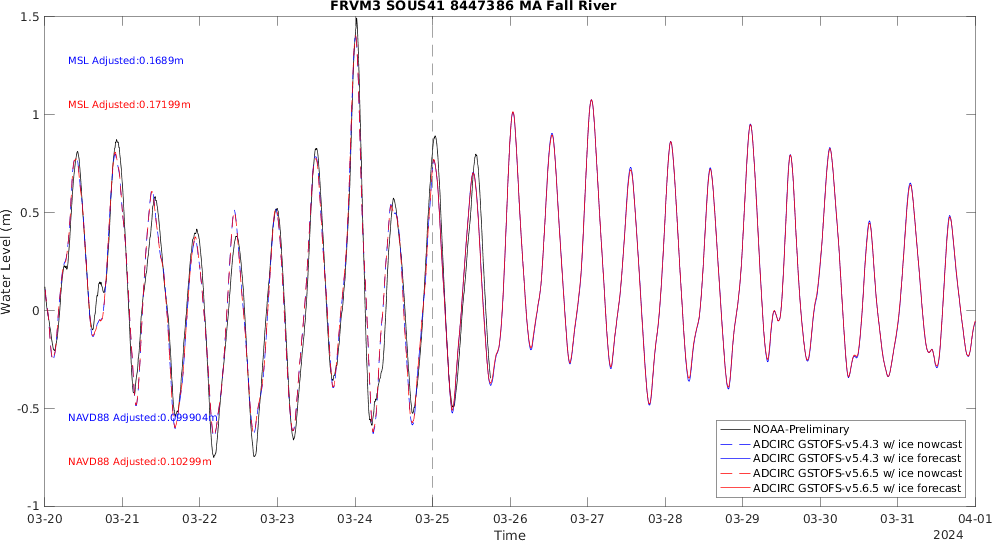 FRVM3 SOUS41 8447386 MA Fall River
1.5
1
0.5
0
-0.5
-1
Water Level (m)
MSL Adjusted:0.1689m
MSL Adjusted:0.17199m
NAVD88 Adjusted:0.099904m
NAVD88 Adjusted:0.10299m
NOAA-Preliminary
ADCIRC GSTOFS-v5.4.3 w/ ice nowcast
ADCIRC GSTOFS-v5.4.3 w/ ice forecast
ADCIRC GSTOFS-v5.6.5 w/ ice nowcast
ADCIRC GSTOFS-v5.6.5 w/ ice forecast
03-20 03-21 03-22 03-23 03-24 03-25 03-26 03-27 03-28 03-29 03-30 03-31 04-01
2024
Time